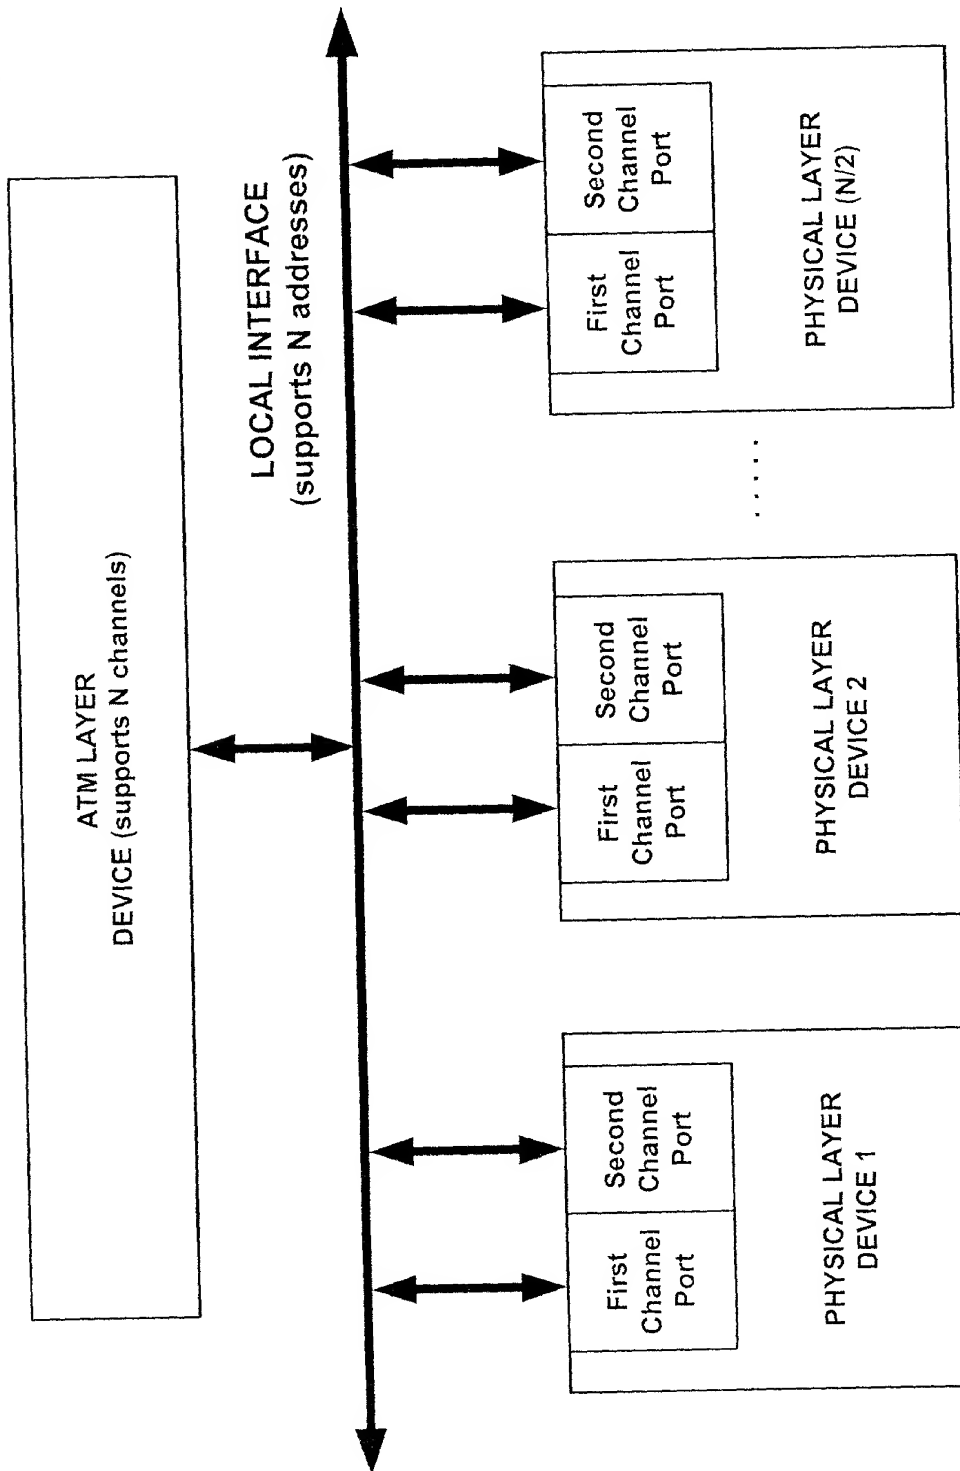 ATM LAYER
DEVICE (supports N channels)
LOCAL INTERFACE
(supports N addresses)
First
Channel
Port
Second
Channel
Port
PHYSICAL LAYER
DEVICE 1
First
Channel
Port
Second
Channel
Port
PHYSICAL LAYER
DEVICE 2
.....
First
Channel
Port
Second
Channel
Port
PHYSICAL LAYER
DEVICE (N/2)